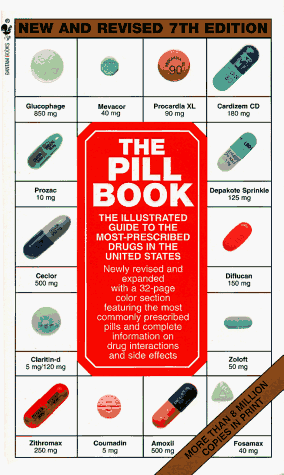 BANTAM BOOKS
NEW AND REVISED 7TH EDITION
Glucophage
850 mg
Mevacor
40 mg
Procardia XL
90 mg
Cardizem CD
180 mg
Prozac
10 mg
THE
PILL
BOOK
THE ILLUSTRATED
GUIDE TO THE
MOST-PRESCRIBED
DRUGS IN THE
UNITED STATES
Newly revised and
expanded
with a 32-page
color section
featuring the most
commonly prescribed
pills and complete
information on
drug interactions
and side effects
Depakote Sprinkle
125 mg
Ceclor
500 mg
Diflucan
150 mg
Claritin-d
5 mg/120 mg
Zoloft
50 mg
Zithromax
250 mg
Coumadin
5 mg
Amoxil
500 mg
Fosamax
40 mg
MORE THAN 8 MILLION
COPIES IN PRINT